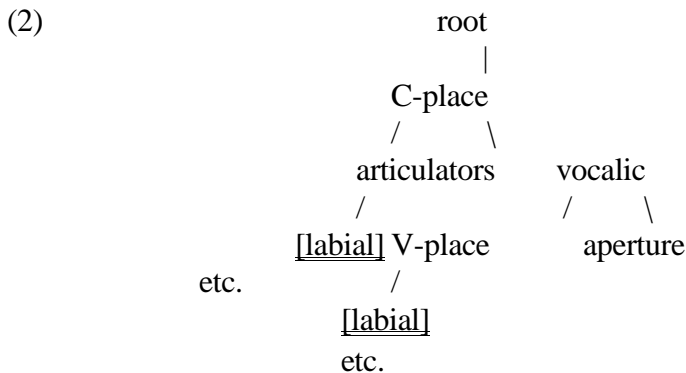 (2) root
|
C-place
/ \
articulators vocalic
/ / \
[labial] V-place aperture
etc. /
[labial]
etc.